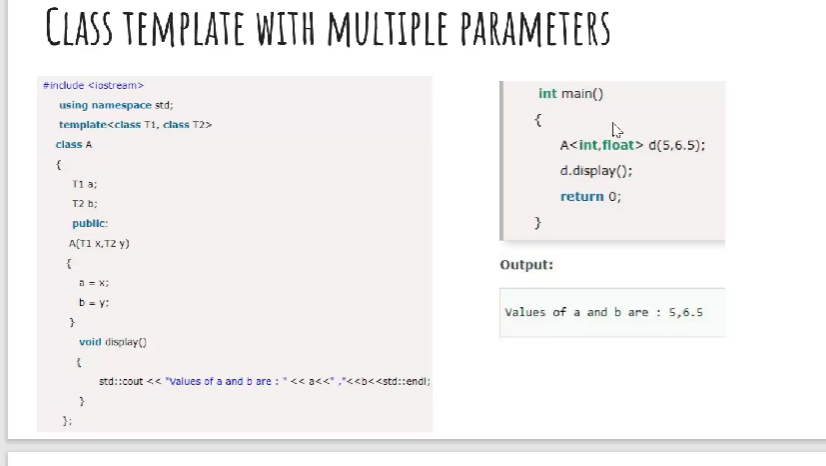 CLASS TEMPLATE WITH MULTIPLE PARAMETERS
#include <iostream>
using namespace std;
template<class T1, class T2>
class A
{
T1 a;
T2 b;
public:
A(T1 x,T2 y)
{
a = x;
b = y;
}
void display()
{
std::cout << "Values of a and b are : " << a<<" ,"<<b<<std::endl;
}
};
int main()
{
A<int,float> d(5,6.5);
d.display();
return 0;
}
Output:
Values of a and b are : 5,6.5